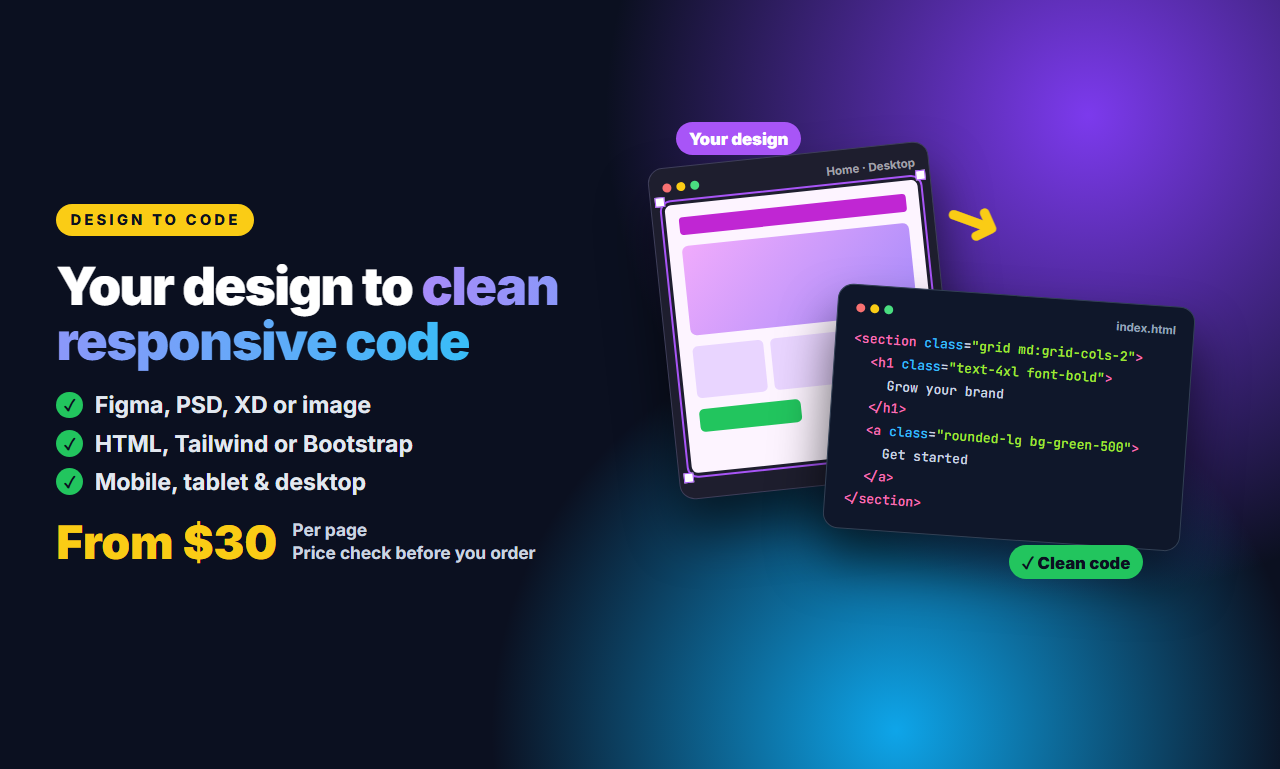 DESIGN TO CODE
Your design to clean
responsive code
✓ Figma, PSD, XD or image
✓ HTML, Tailwind or Bootstrap
✓ Mobile, tablet & desktop
From $30
Per page
Price check before you order
Your design
Home · Desktop
index.html
<section class="grid md:grid-cols-2">
<h1 class="text-4xl font-bold">
Grow your brand
</h1>
<a class="rounded-lg bg-green-500">
Get started
</a>
</section>
✓ Clean code